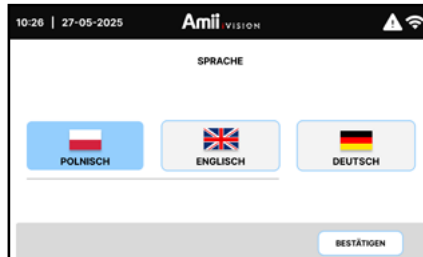 10:26 | 27-05-2025 Amii.VISION
SPRACHE
POLNISCH ENGLISCH DEUTSCH
BESTÄTIGEN